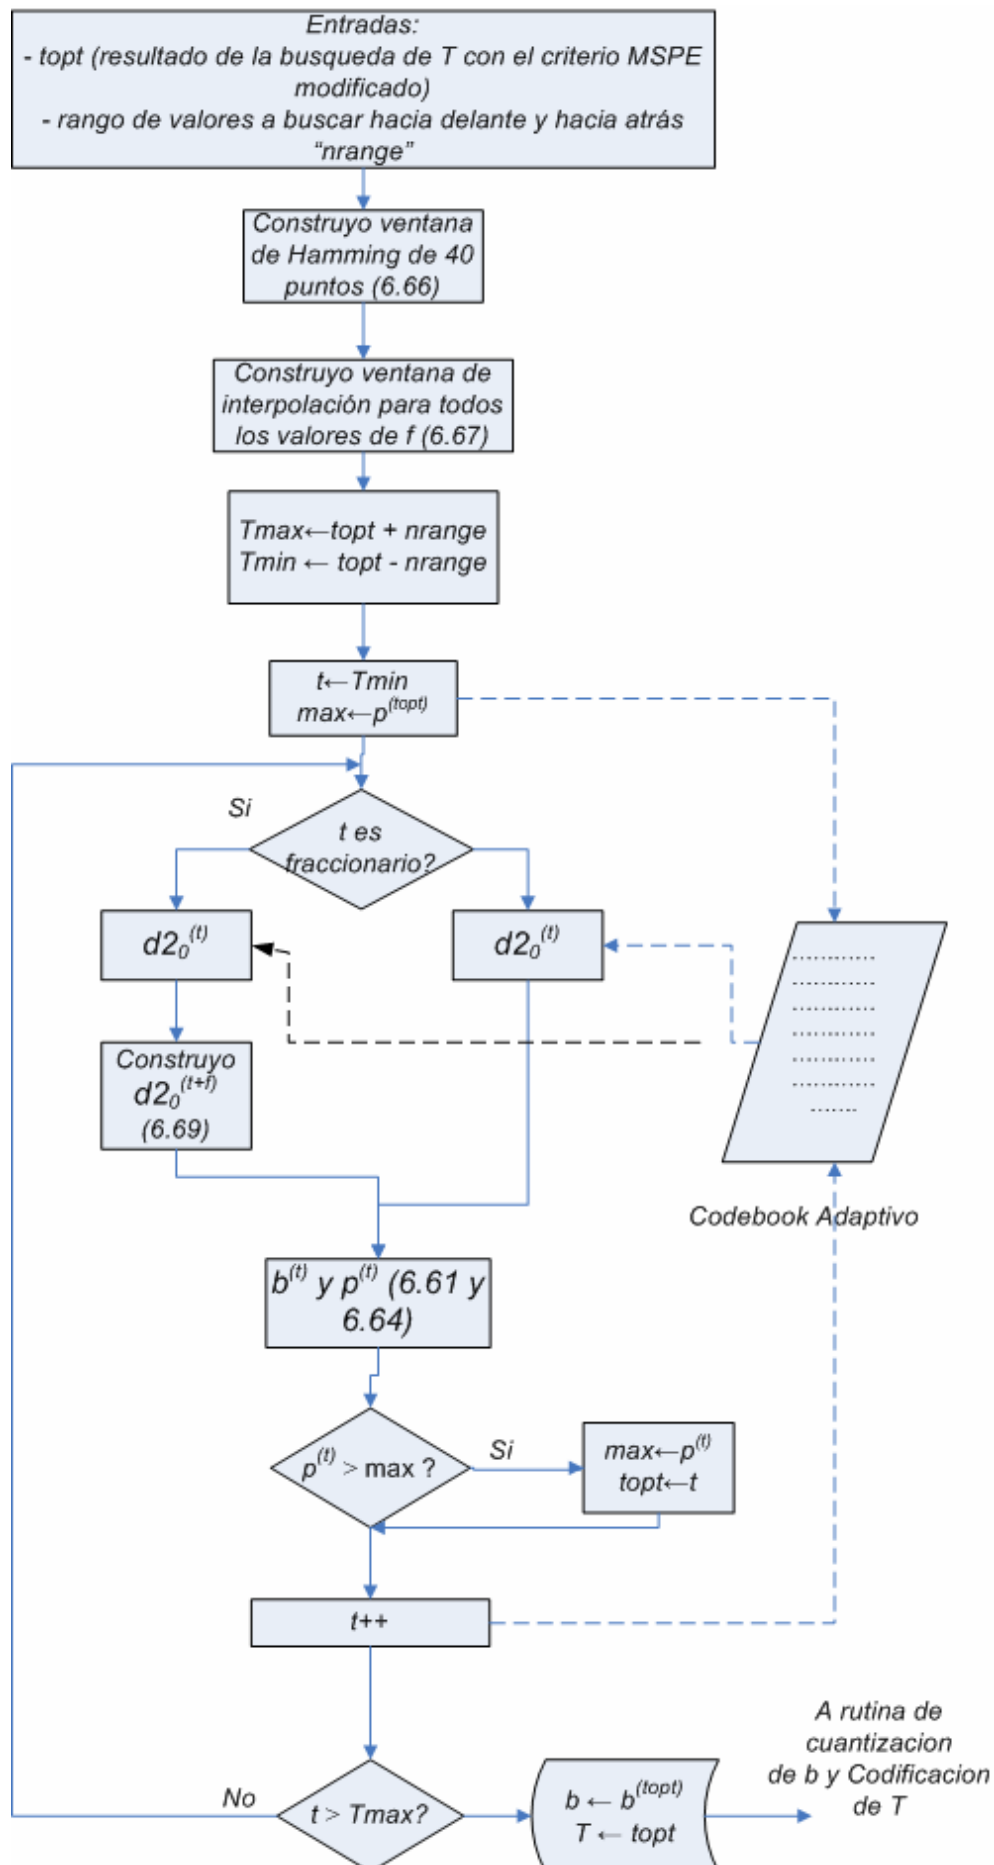 Entradas:
- topt (resultado de la busqueda de T con el criterio MSPE
modificado)
- rango de valores a buscar hacia delante y hacia atrás
“nrange”
Construyo ventana
de Hamming de 40
puntos (6.66)
Construyo ventana de
interpolación para todos
los valores de f (6.67)
Tmax←topt + nrange
Tmin ← topt - nrange
t←Tmin
max←p^(topt)
Si
t es
fraccionario?
d2₀^(t)
d2₀^(t)
Construyo
d2₀^(t+f)
(6.69)
Codebook Adaptivo
b^(t) y p^(t) (6.61 y
6.64)
p^(t) > max ?
Si
max←p^(t)
topt←t
t++
No
t > Tmax?
b ← b^(topt)
T ← topt
A rutina de
cuantizacion
de b y Codificacion
de T